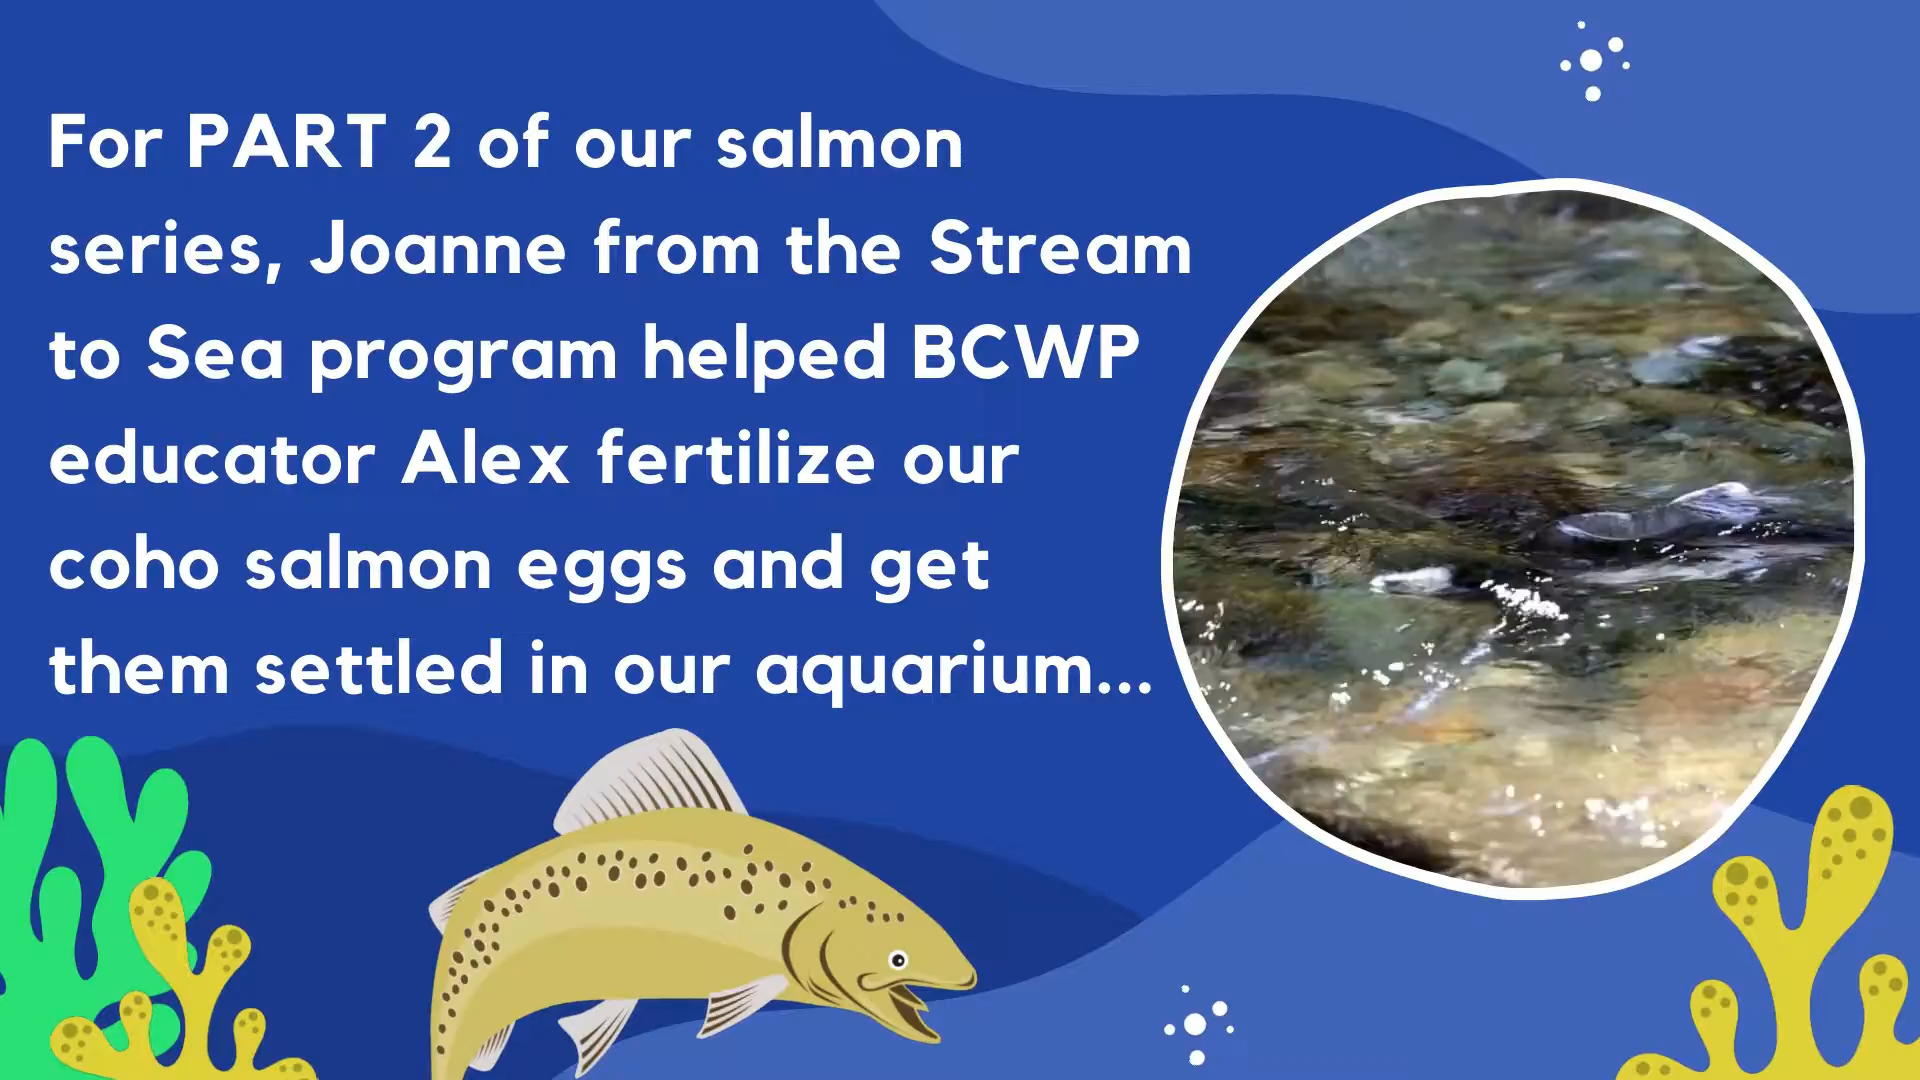 For PART 2 of our salmon
series, Joanne from the Stream
to Sea program helped BCWP
educator Alex fertilize our
coho salmon eggs and get
them settled in our aquarium...